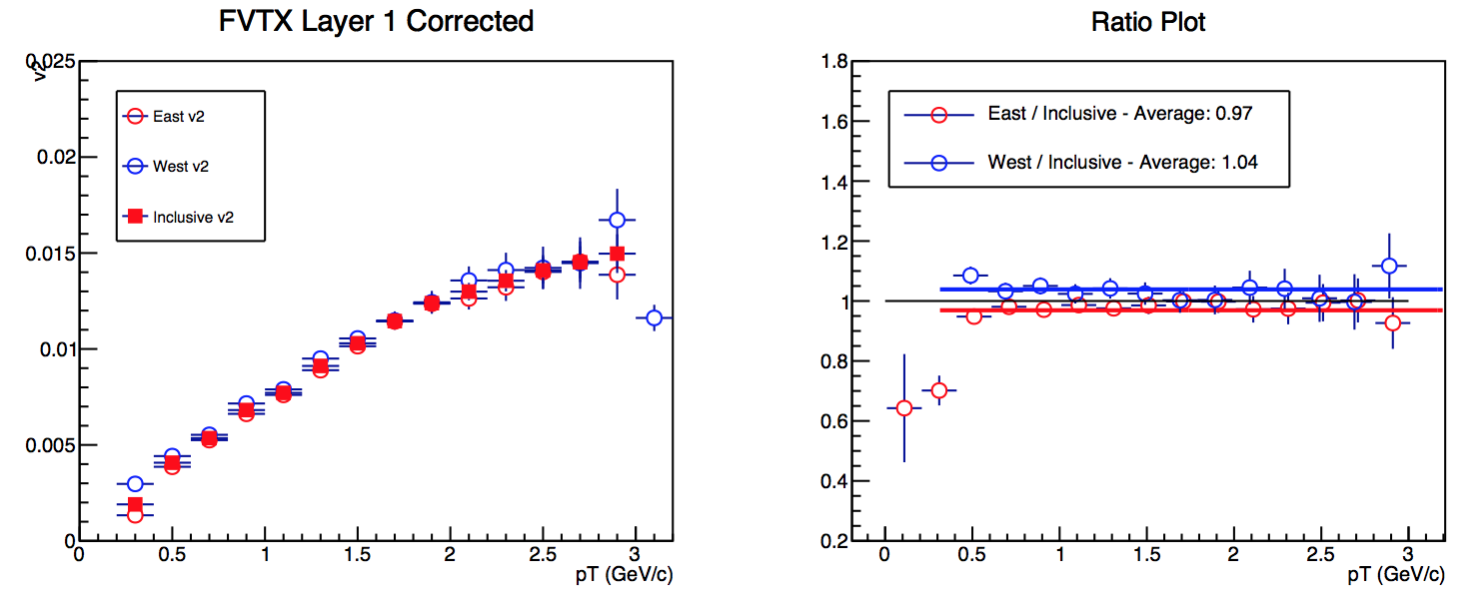 FVTX Layer 1 Corrected
v2
0.025
0.02
0.015
0.01
0.005
0
East v2
West v2
Inclusive v2
0 0.5 1 1.5 2 2.5 3
pT (GeV/c)
Ratio Plot
1.8
1.6
1.4
1.2
1
0.8
0.6
0.4
0.2
East / Inclusive - Average: 0.97
West / Inclusive - Average: 1.04
0 0.5 1 1.5 2 2.5 3
pT (GeV/c)